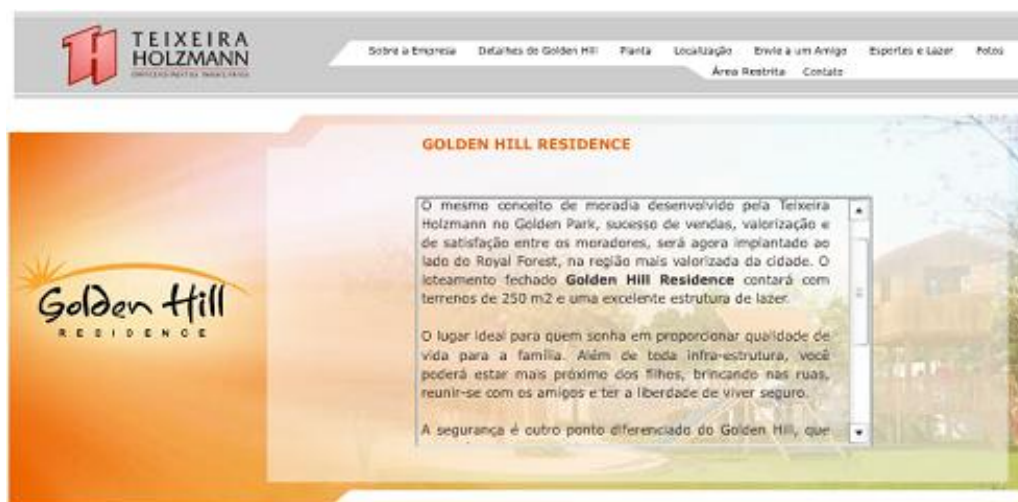 TEIXEIRA
HOLZMANN
Sobre a Empresa Detalhes do Golden Hill Planta Localização Envie a um Amigo Esportes e Lazer Fotos
Área Restrita Contato
GOLDEN HILL RESIDENCE
O mesmo conceito de moradia desenvolvido pela Teixeira
Holzmann no Golden Park, sucesso de vendas, valorização e
de satisfação entre os moradores, será agora implantado ao
lado do Royal Forest, na região mais valorizada da cidade. O
loteamento fechado Golden Hill Residence contará com
terrenos de 250 m2 e uma excelente estrutura de lazer.
O lugar ideal para quem sonha em proporcionar qualidade de
vida para a família. Além de toda infra-estrutura, você
poderá estar mais próximo dos filhos, brincando nas ruas,
reunir-se com os amigos e ter a liberdade de viver seguro.
A segurança é outro ponto diferenciado do Golden Hill, que
Golden Hill
RESIDENCE